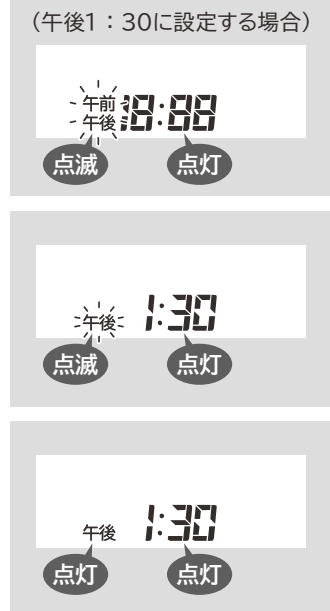 （午後1：30に設定する場合）
午前
午後 18:88
点滅 点灯
午後 1:30
点滅 点灯
午後 1:30
点灯 点灯